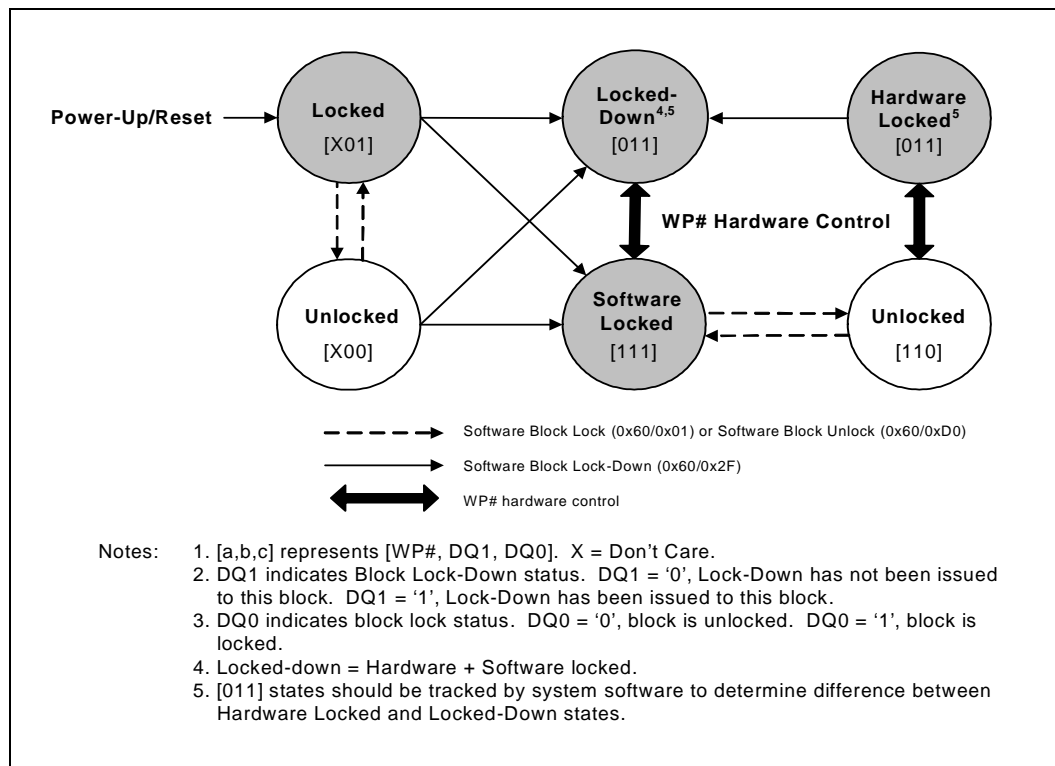 Power-Up/Reset
Locked
[X01]
Locked-
Down4,5
[011]
Hardware
Locked5
[011]
WP# Hardware Control
Unlocked
[X00]
Software
Locked
[111]
Unlocked
[110]
Software Block Lock (0x60/0x01) or Software Block Unlock (0x60/0xD0)
Software Block Lock-Down (0x60/0x2F)
WP# hardware control
Notes: 1. [a,b,c] represents [WP#, DQ1, DQ0]. X = Don't Care.
2. DQ1 indicates Block Lock-Down status. DQ1 = ‘0’, Lock-Down has not been issued
to this block. DQ1 = ‘1’, Lock-Down has been issued to this block.
3. DQ0 indicates block lock status. DQ0 = ‘0’, block is unlocked. DQ0 = ‘1’, block is
locked.
4. Locked-down = Hardware + Software locked.
5. [011] states should be tracked by system software to determine difference between
Hardware Locked and Locked-Down states.